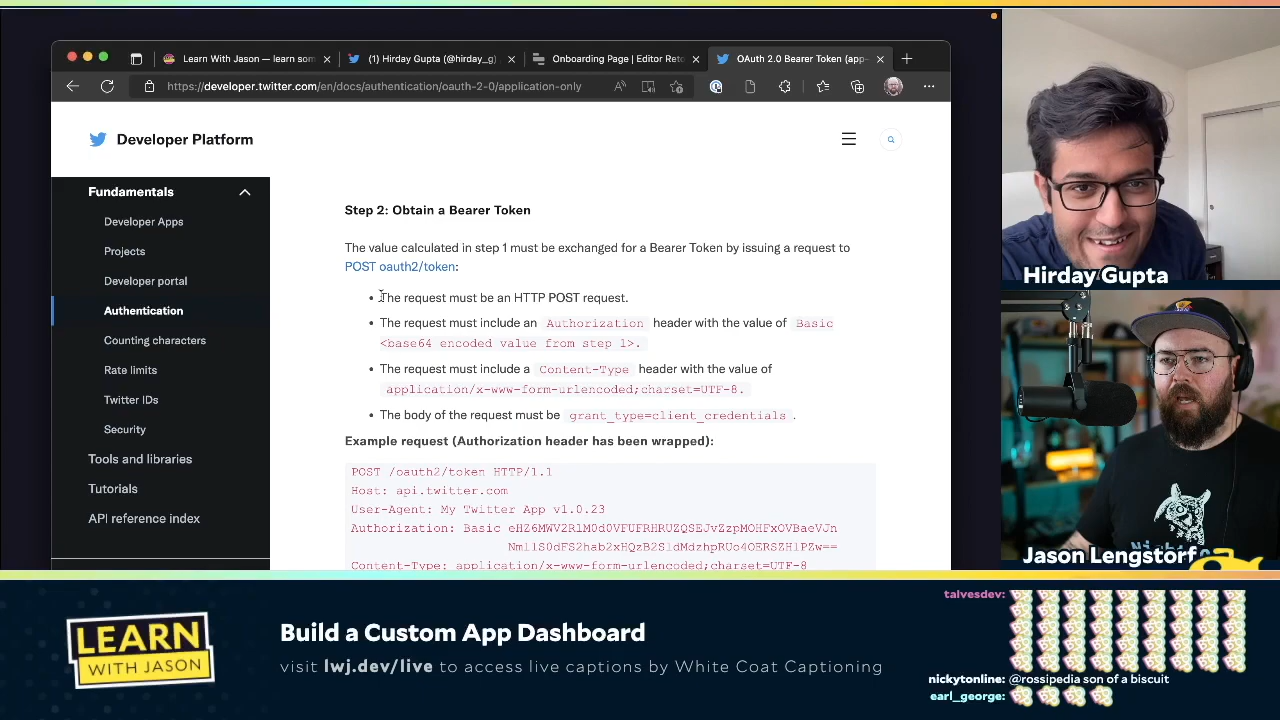 Learn With Jason — learn som
(1) Hirday Gupta (@hirday_g)
Onboarding Page | Editor Reto
OAuth 2.0 Bearer Token (app-
https://developer.twitter.com/en/docs/authentication/oauth-2-0/application-only
Developer Platform
Fundamentals
Developer Apps
Projects
Developer portal
Authentication
Counting characters
Rate limits
Twitter IDs
Security
Tools and libraries
Tutorials
API reference index
Step 2: Obtain a Bearer Token
The value calculated in step 1 must be exchanged for a Bearer Token by issuing a request to
POST oauth2/token:
The request must be an HTTP POST request.
The request must include an Authorization header with the value of Basic
<base64 encoded value from step 1>.
The request must include a Content-Type header with the value of
application/x-www-form-urlencoded;charset=UTF-8.
The body of the request must be grant_type=client_credentials .
Example request (Authorization header has been wrapped):
POST /oauth2/token HTTP/1.1
Host: api.twitter.com
User-Agent: My Twitter App v1.0.23
Authorization: Basic
Content-Type: application/x-www-form-urlencoded;charset=UTF-8
Hirday Gupta
Jason Lengstorf
LEARN
WITH JASON
Build a Custom App Dashboard
visit lwj.dev/live to access live captions by White Coat Captioning
talvesdev:
nickytonline: @rossipedia son of a biscuit
earl_george: